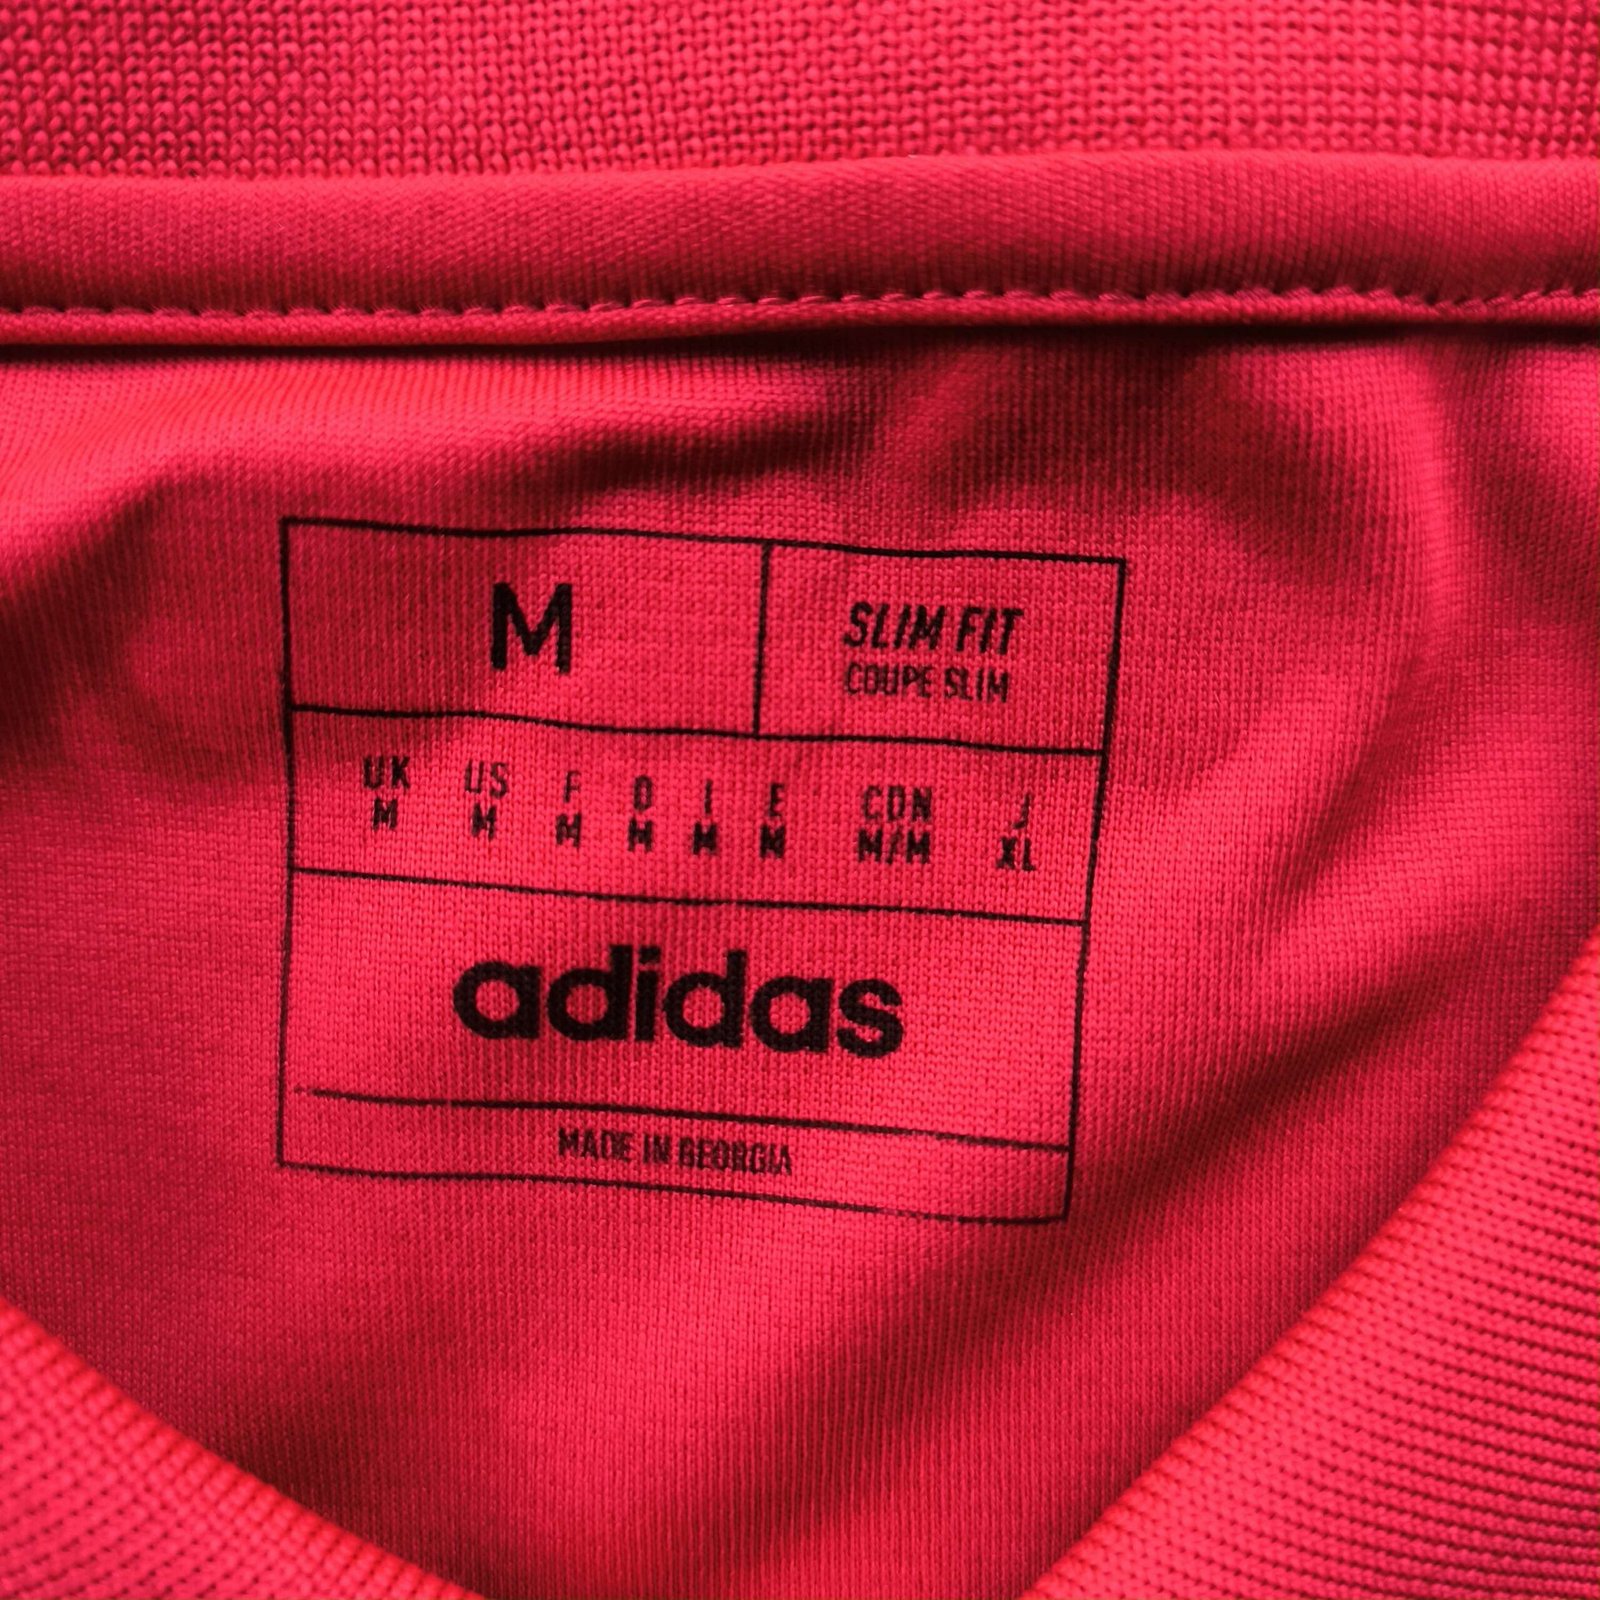 M
SLIM FIT
COUPE SLIM
UK US F D I E CDN J
M M M M M M M/M XL
adidas
MADE IN GEORGIA